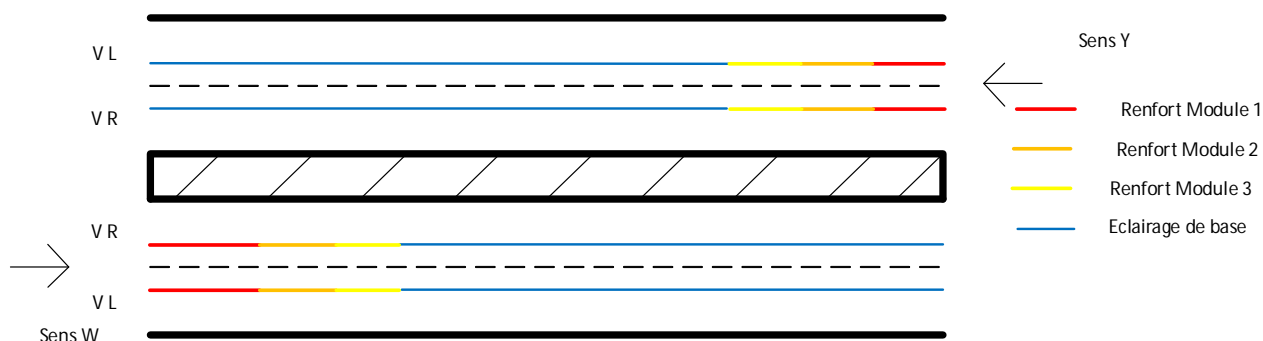 V L
Sens Y
V R
Renfort Module 1
Renfort Module 2
Renfort Module 3
V R
Eclairage de base
V L
Sens W